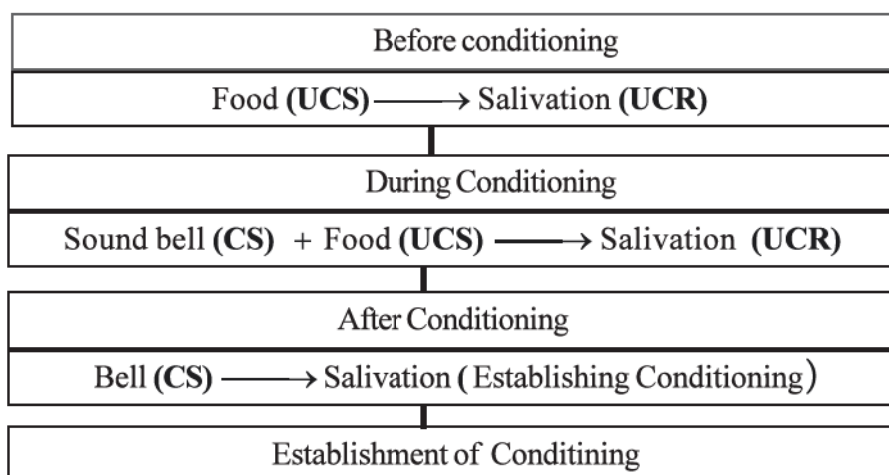 Before conditioning
Food (UCS) ⟶ Salivation (UCR)
During Conditioning
Sound bell (CS) + Food (UCS) ⟶ Salivation (UCR)
After Conditioning
Bell (CS) ⟶ Salivation ( Establishing Conditioning )
Establishment of Conditining